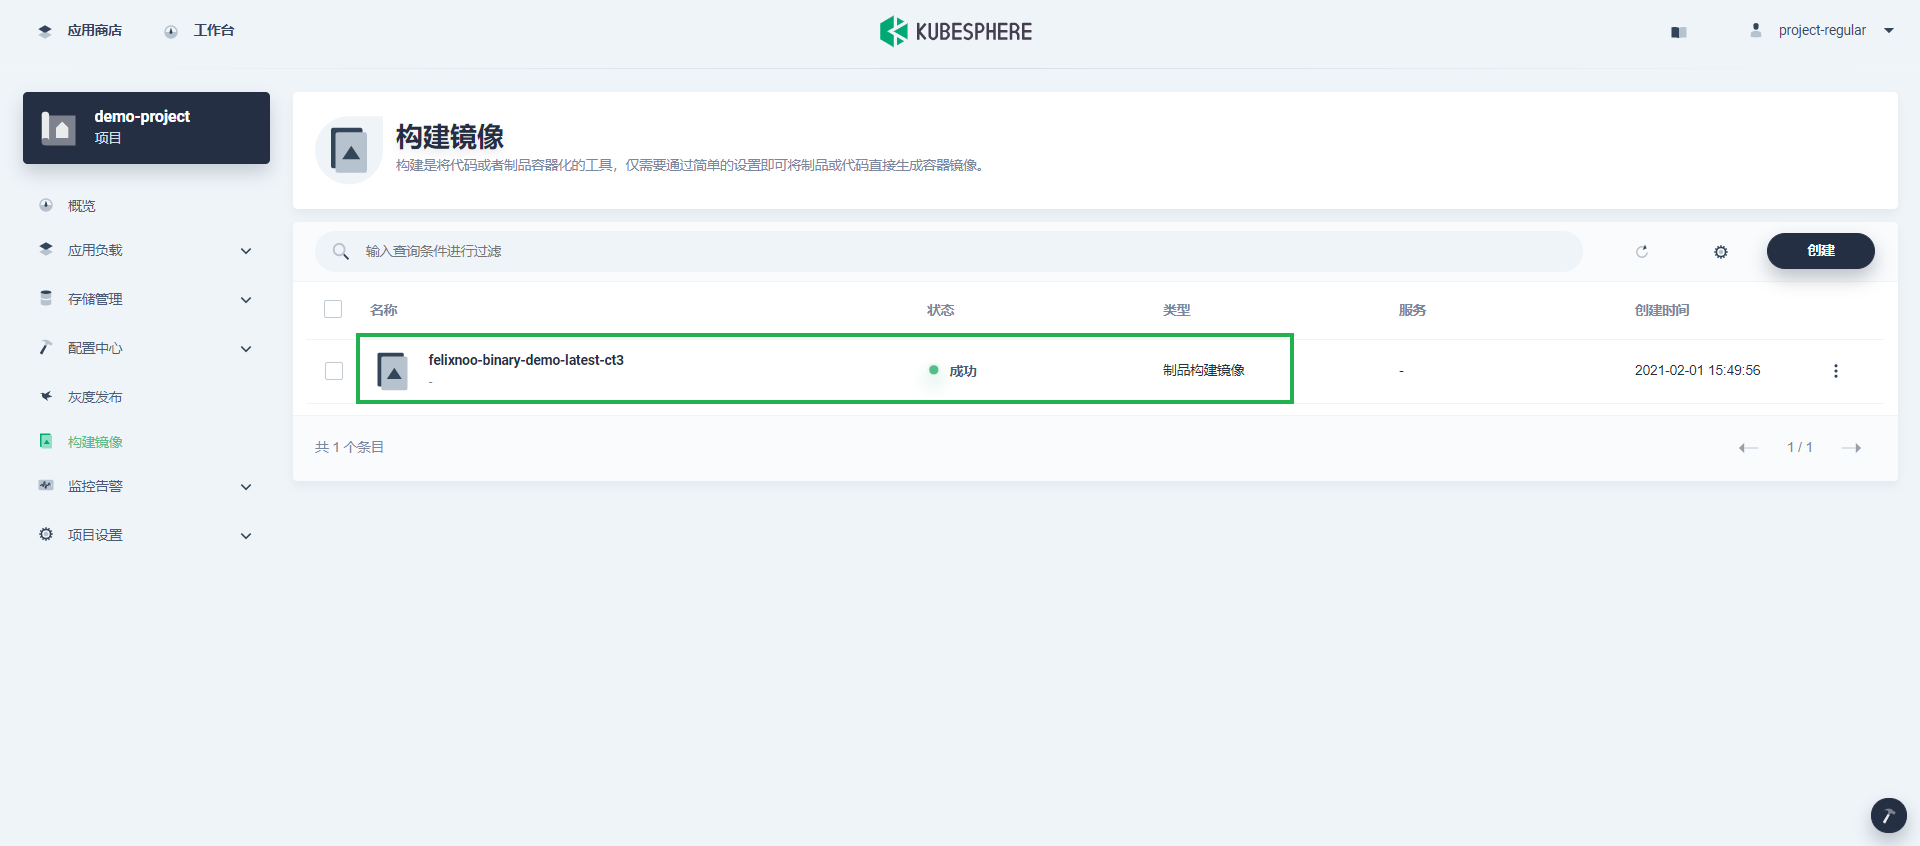 应用商店
工作台
KUBESPHERE
project-regular
demo-project
项目
概览
应用负载
存储管理
配置中心
灰度发布
构建镜像
监控告警
项目设置
构建镜像
构建是将代码或者制品容器化的工具，仅需要通过简单的设置即可将制品或代码直接生成容器镜像。
输入查询条件进行过滤
创建
名称 状态 类型 服务 创建时间
felixnoo-binary-demo-latest-ct3
-
成功
制品构建镜像
-
2021-02-01 15:49:56
共 1 个条目
1 / 1